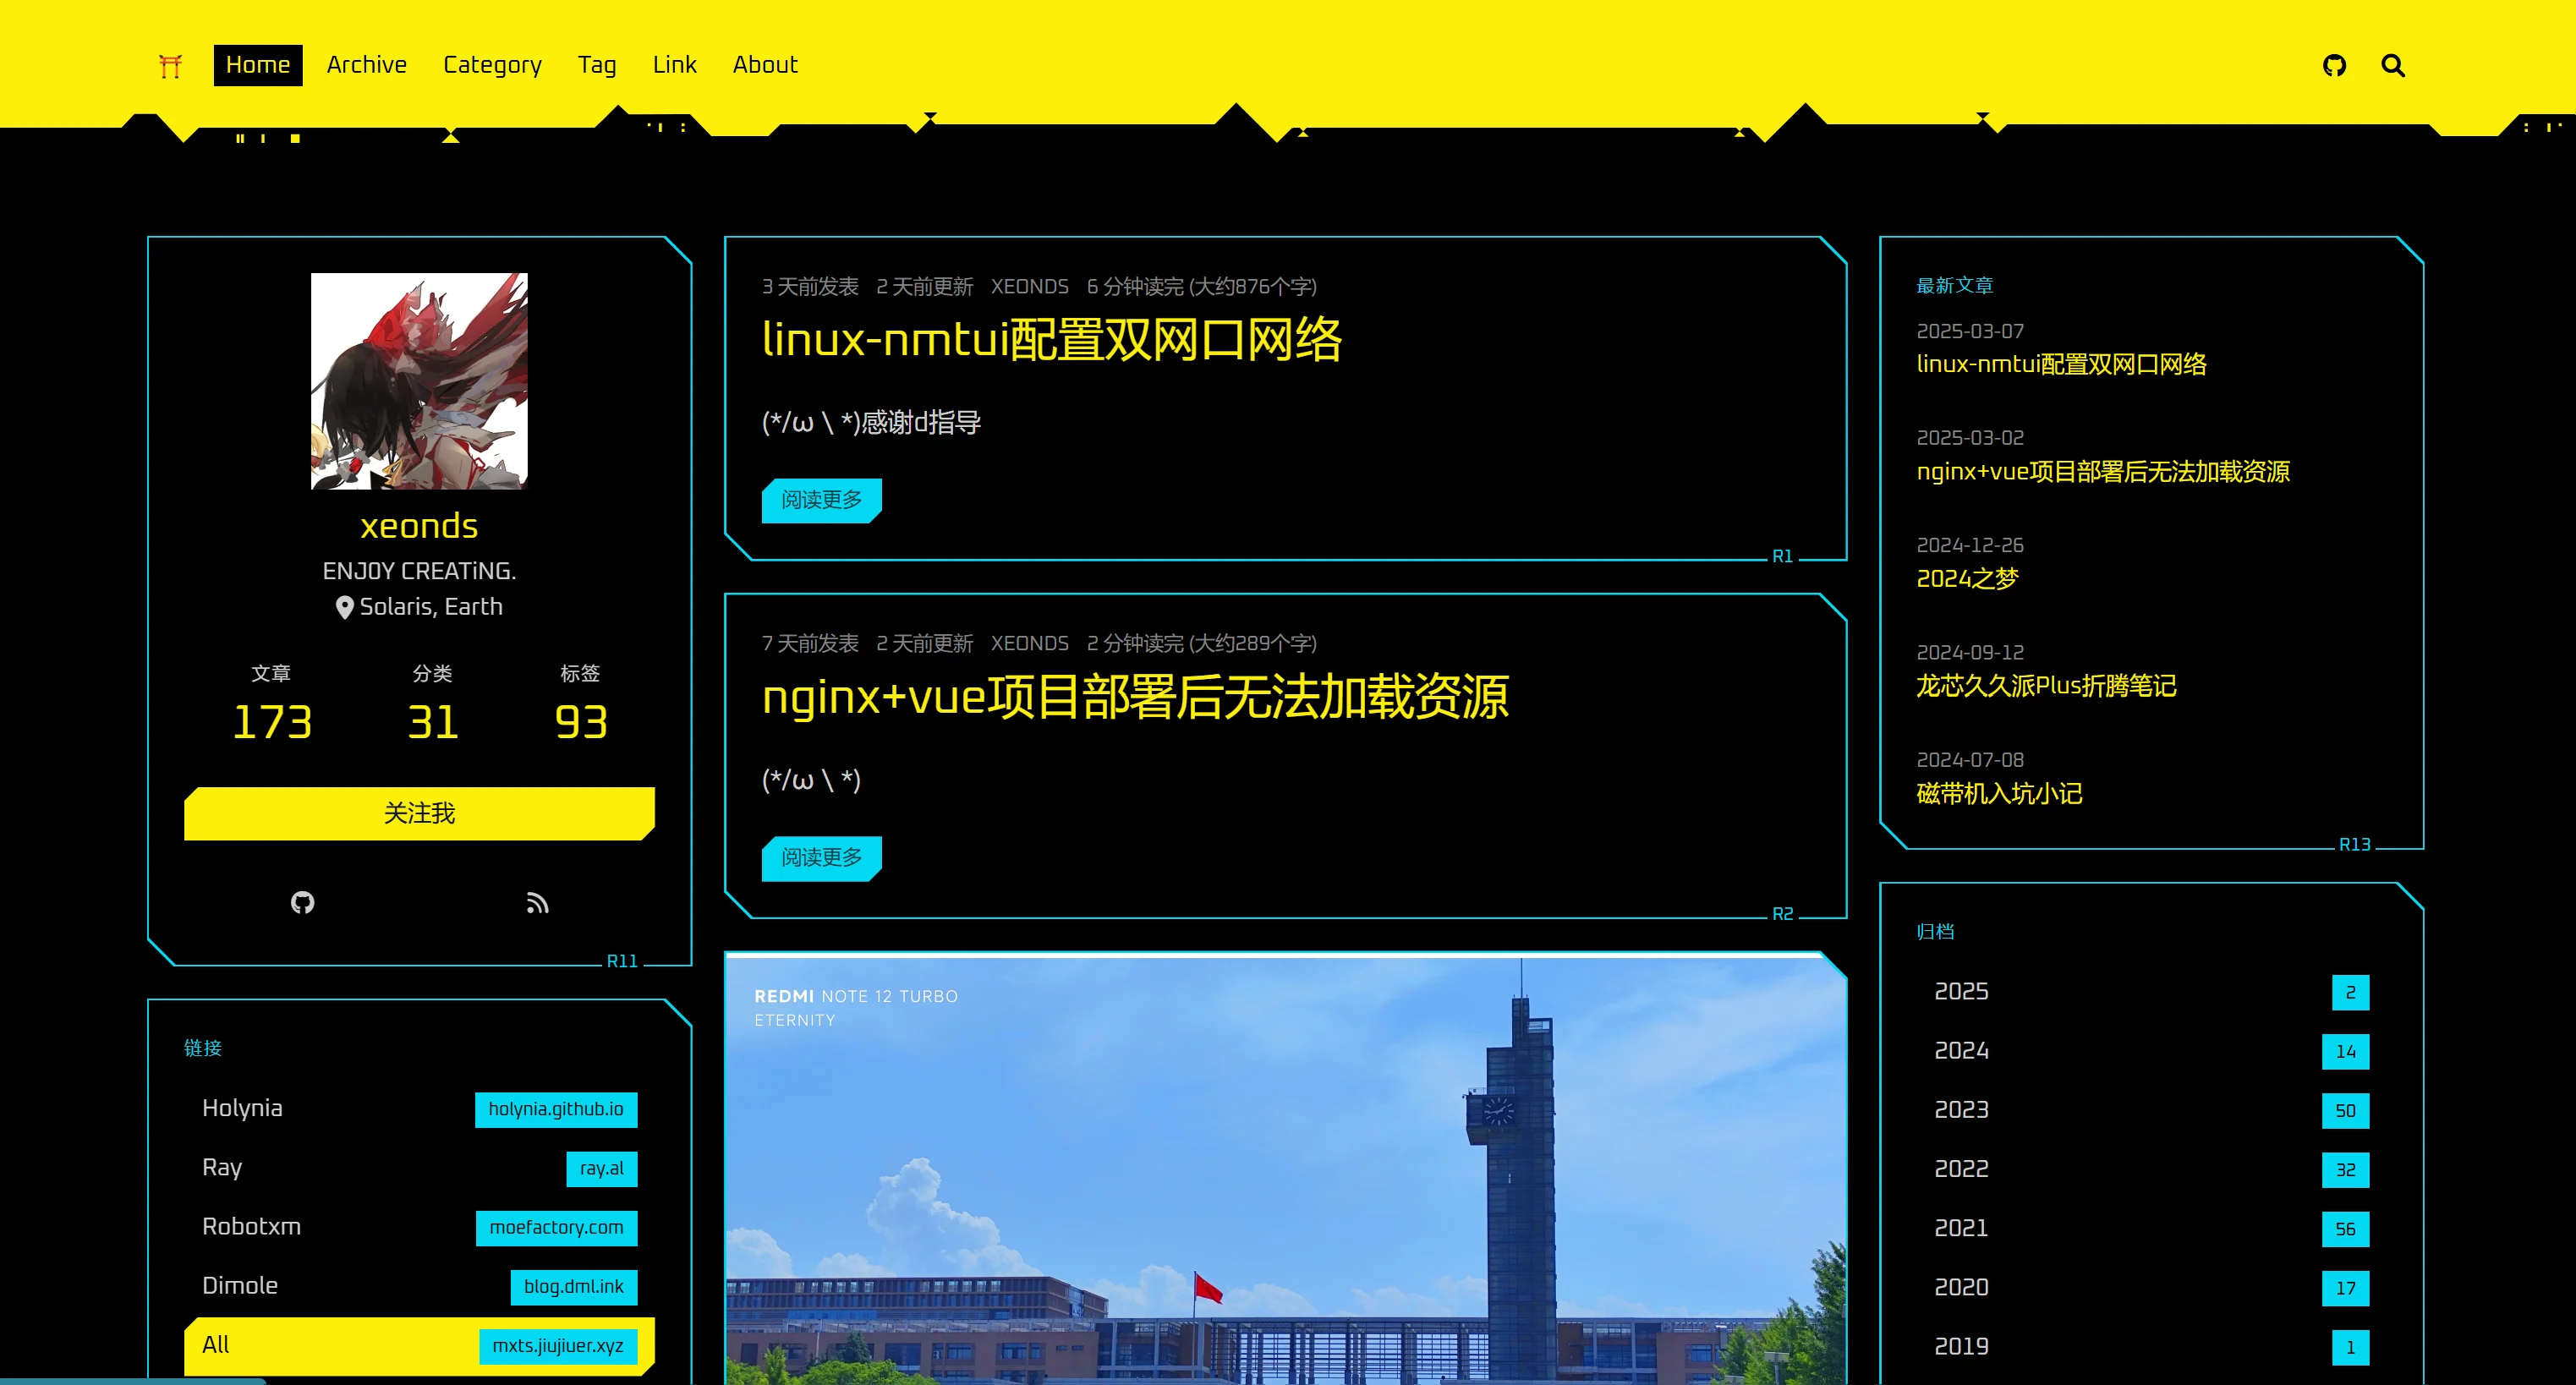 Home Archive Category Tag Link About
xeonds
ENJOY CREATiNG.
Solaris, Earth
文章 分类 标签
173 31 93
关注我
R11
链接
Holynia holynia.github.io
Ray ray.al
Robotxm moefactory.com
Dimole blog.dml.ink
All mxts.jiujiuer.xyz
3 天前发表 2 天前更新 XEONDS 6 分钟读完 (大约876个字)
linux-nmtui配置双网口网络
(*/ω＼*)感谢d指导
阅读更多
R1
7 天前发表 2 天前更新 XEONDS 2 分钟读完 (大约289个字)
nginx+vue项目部署后无法加载资源
(*/ω＼*)
阅读更多
R2
REDMI NOTE 12 TURBO
ETERNITY
最新文章
2025-03-07
linux-nmtui配置双网口网络
2025-03-02
nginx+vue项目部署后无法加载资源
2024-12-26
2024之梦
2024-09-12
龙芯久久派Plus折腾笔记
2024-07-08
磁带机入坑小记
R13
归档
2025 2
2024 14
2023 50
2022 32
2021 56
2020 17
2019 1